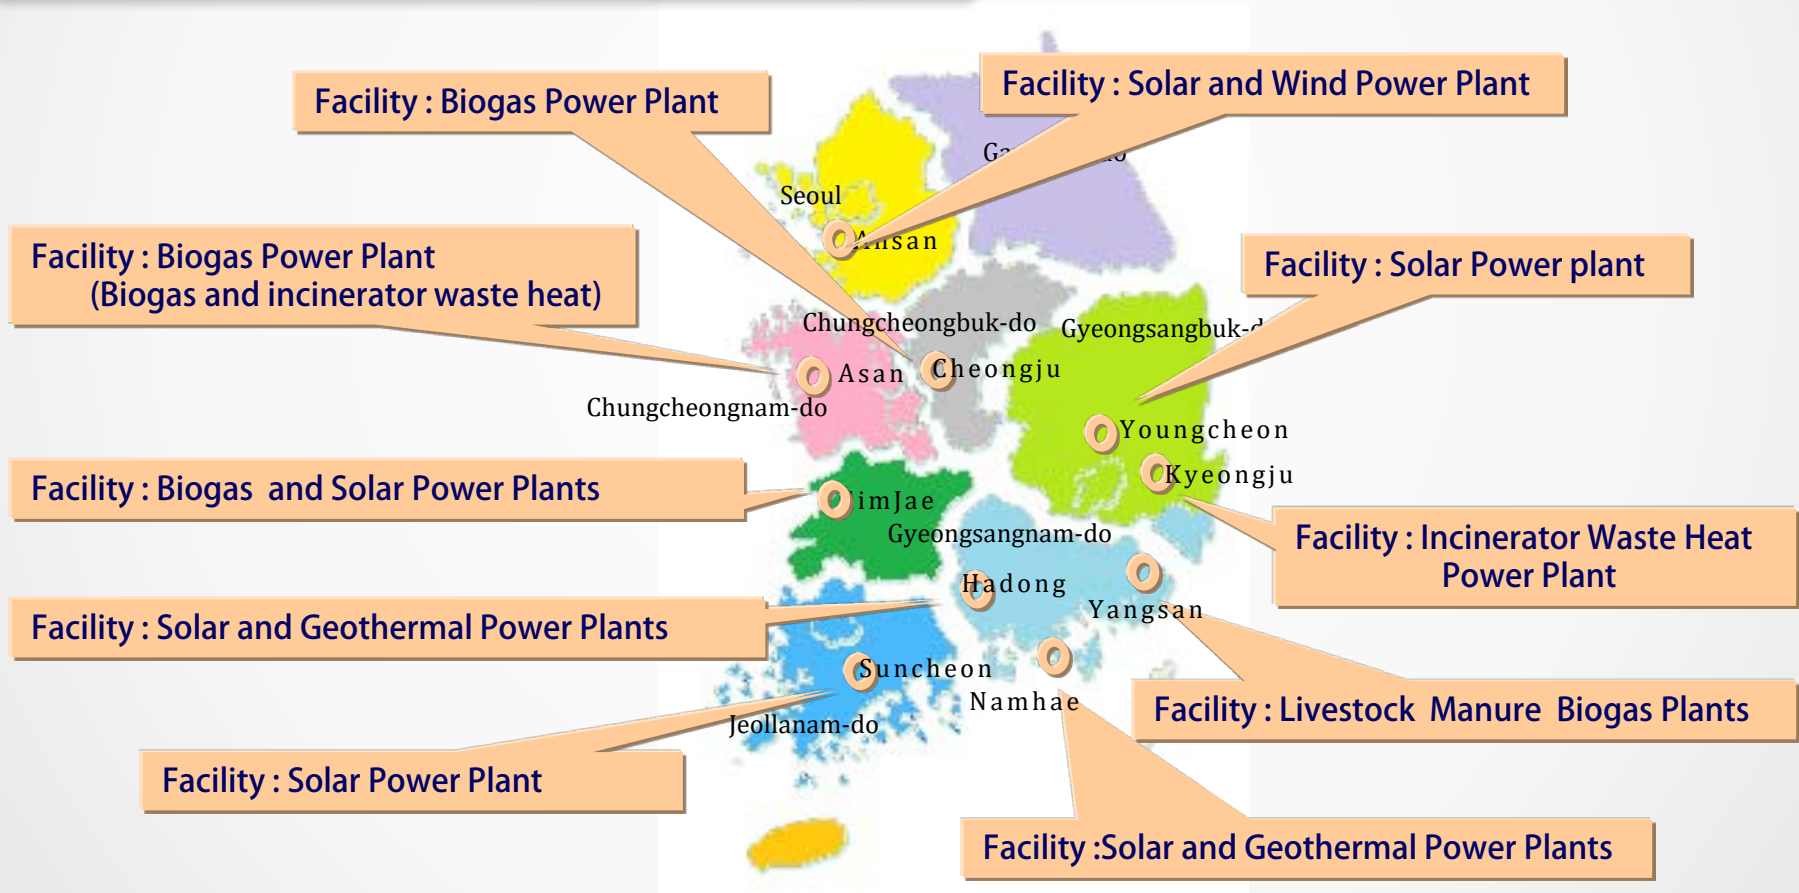 Facility : Solar and Wind Power Plant
Facility : Biogas Power Plant
Seoul
Ansan
Facility : Biogas Power Plant
(Biogas and incinerator waste heat)
Facility : Solar Power plant
Chungcheongbuk-do
Asan
Cheongju
Chungcheongnam-do
Youngcheon
Kyeongju
Facility : Biogas  and Solar Power Plants
Gyeongsangnam-do
Facility : Incinerator Waste Heat
Power Plant
Hadong
Yangsan
Facility : Solar and Geothermal Power Plants
Suncheon
Namhae
Facility : Livestock  Manure  Biogas Plants
Jeollanam-do
Facility : Solar Power Plant
Facility :Solar and Geothermal Power Plants